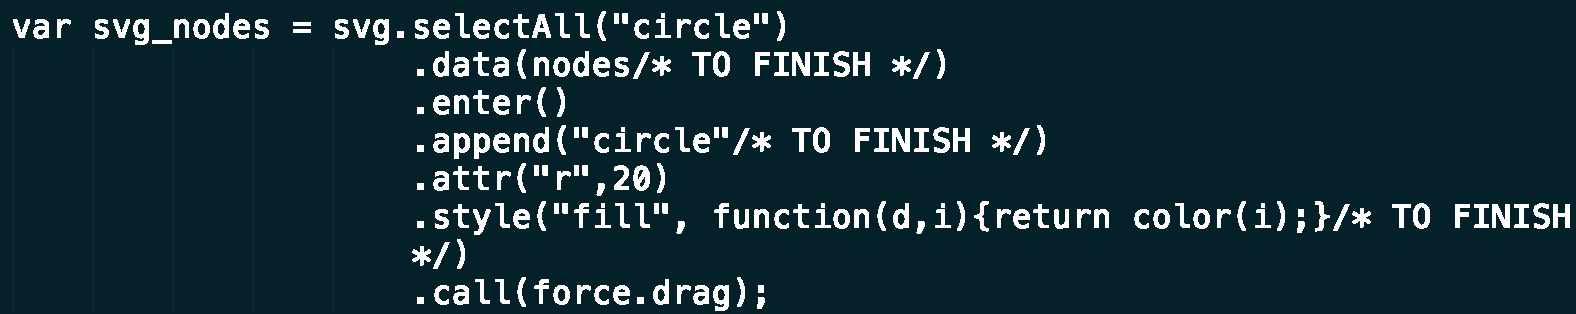 var svg_nodes = svg.selectAll("circle")
.data(nodes/* TO FINISH */)
.enter()
.append("circle"/* TO FINISH */)
.attr("r",20)
.style("fill", function(d,i){return color(i);}/* TO FINISH
*/)
.call(force.drag);